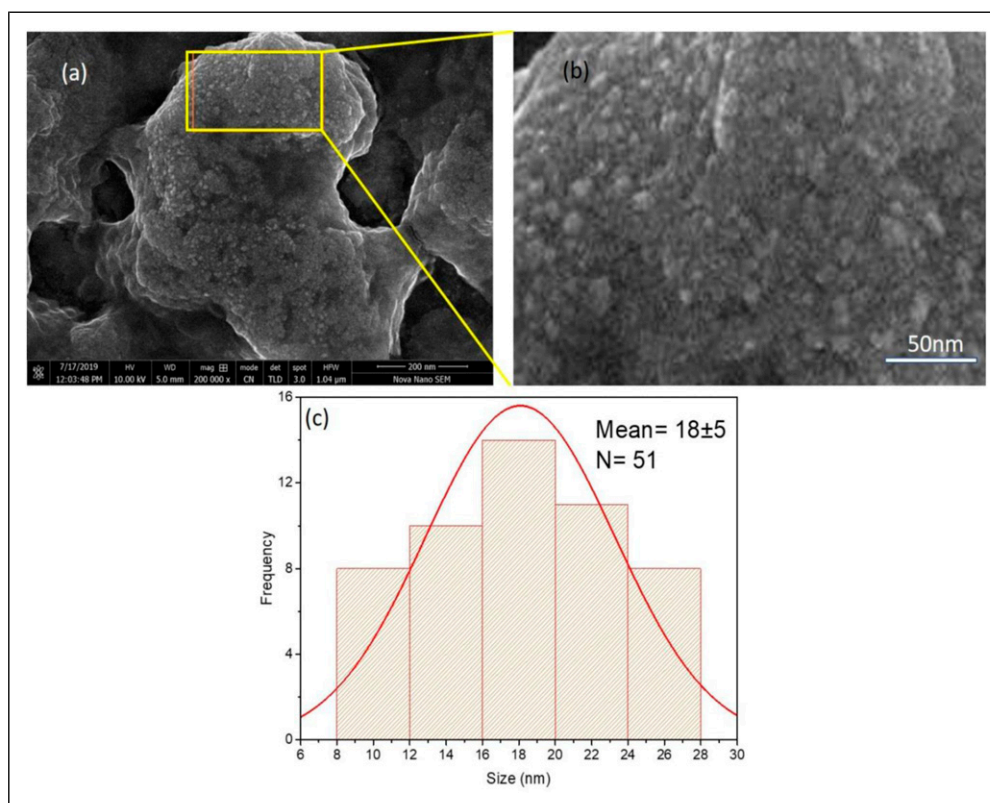 (a)
(b)
50nm
7/17/2019 HV WD mag det spot HFW 200 nm
12:03:48 PM 10.00 kV 5.0 mm 200 000 x CN TLD 3.0 1.04 µm Nova Nano SEM
(c)
Mean= 18±5
N= 51
Frequency
16
12
8
4
0
6 8 10 12 14 16 18 20 22 24 26 28 30
Size (nm)